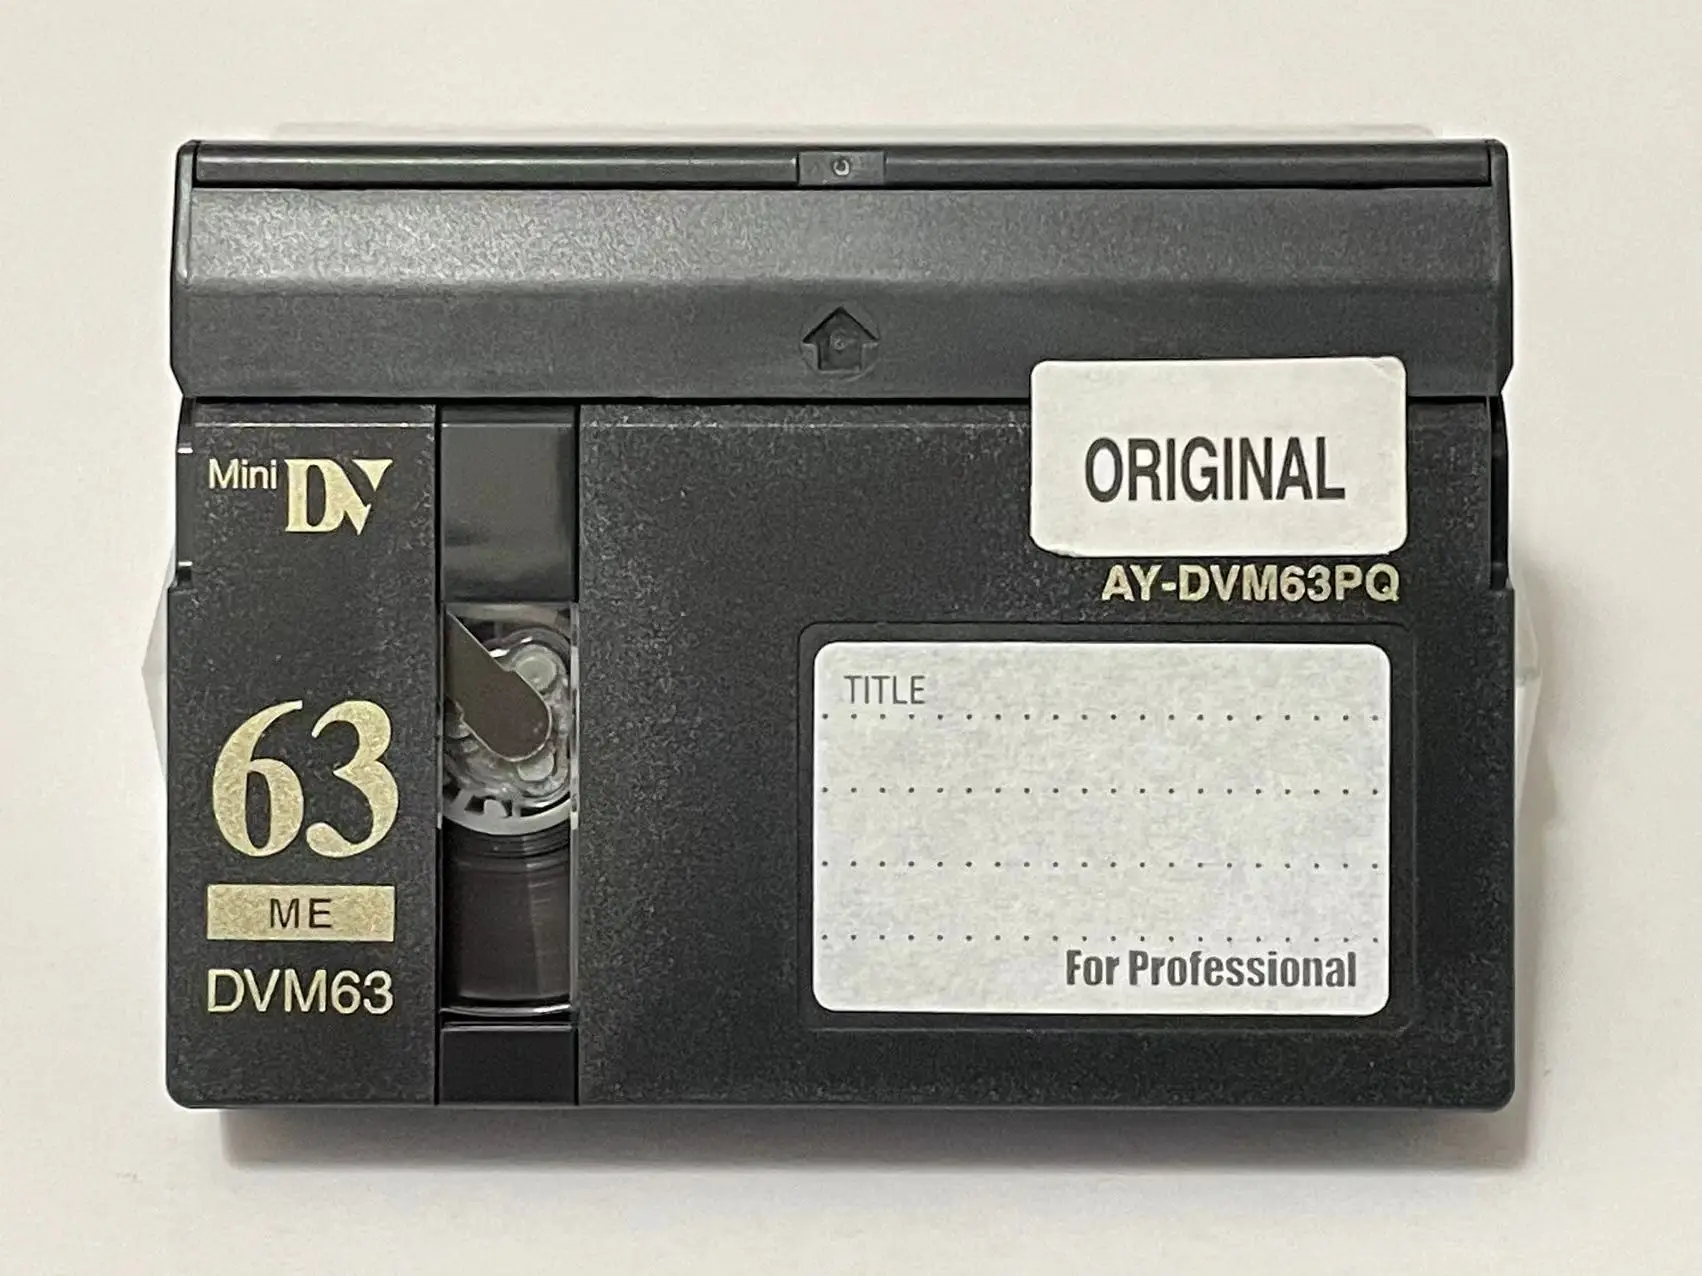 C
Mini DV
ORIGINAL
AY-DVM63PQ
TITLE
63
ME
DVM63
For Professional